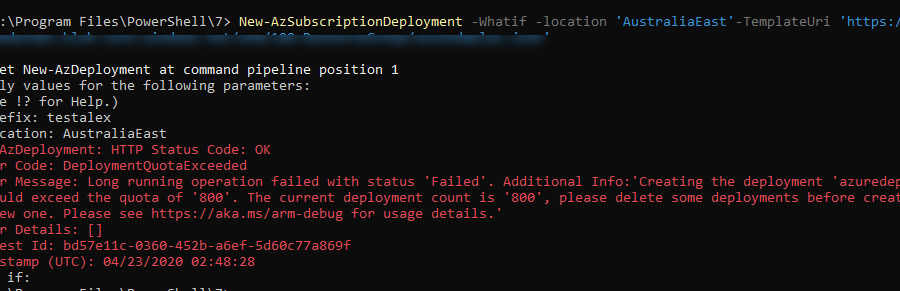 :\Program Files\PowerShell\7> New-AzSubscriptionDeployment -Whatif -location 'AustraliaEast'-TemplateUri 'https:/
et New-AzDeployment at command pipeline position 1
ly values for the following parameters:
e !? for Help.)
efix: testalex
cation: AustraliaEast
AzDeployment: HTTP Status Code: OK
r Code: DeploymentQuotaExceeded
r Message: Long running operation failed with status 'Failed'. Additional Info:'Creating the deployment 'azuredep
uld exceed the quota of '800'. The current deployment count is '800', please delete some deployments before creat
ew one. Please see https://aka.ms/arm-debug for usage details.'
r Details: []
est Id: bd57e11c-0360-452b-a6ef-5d60c77a869f
stamp (UTC): 04/23/2020 02:48:28
if: